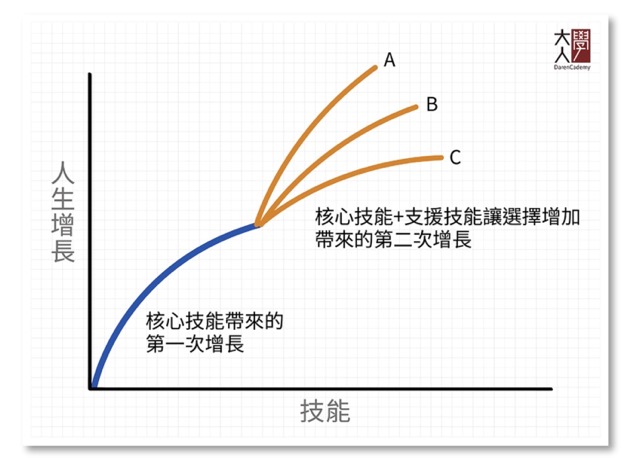 大人學
DarenCademy
A
B
C
人生增長
核心技能+支援技能讓選擇增加
帶來的第二次增長
核心技能帶來的
第一次增長
技能